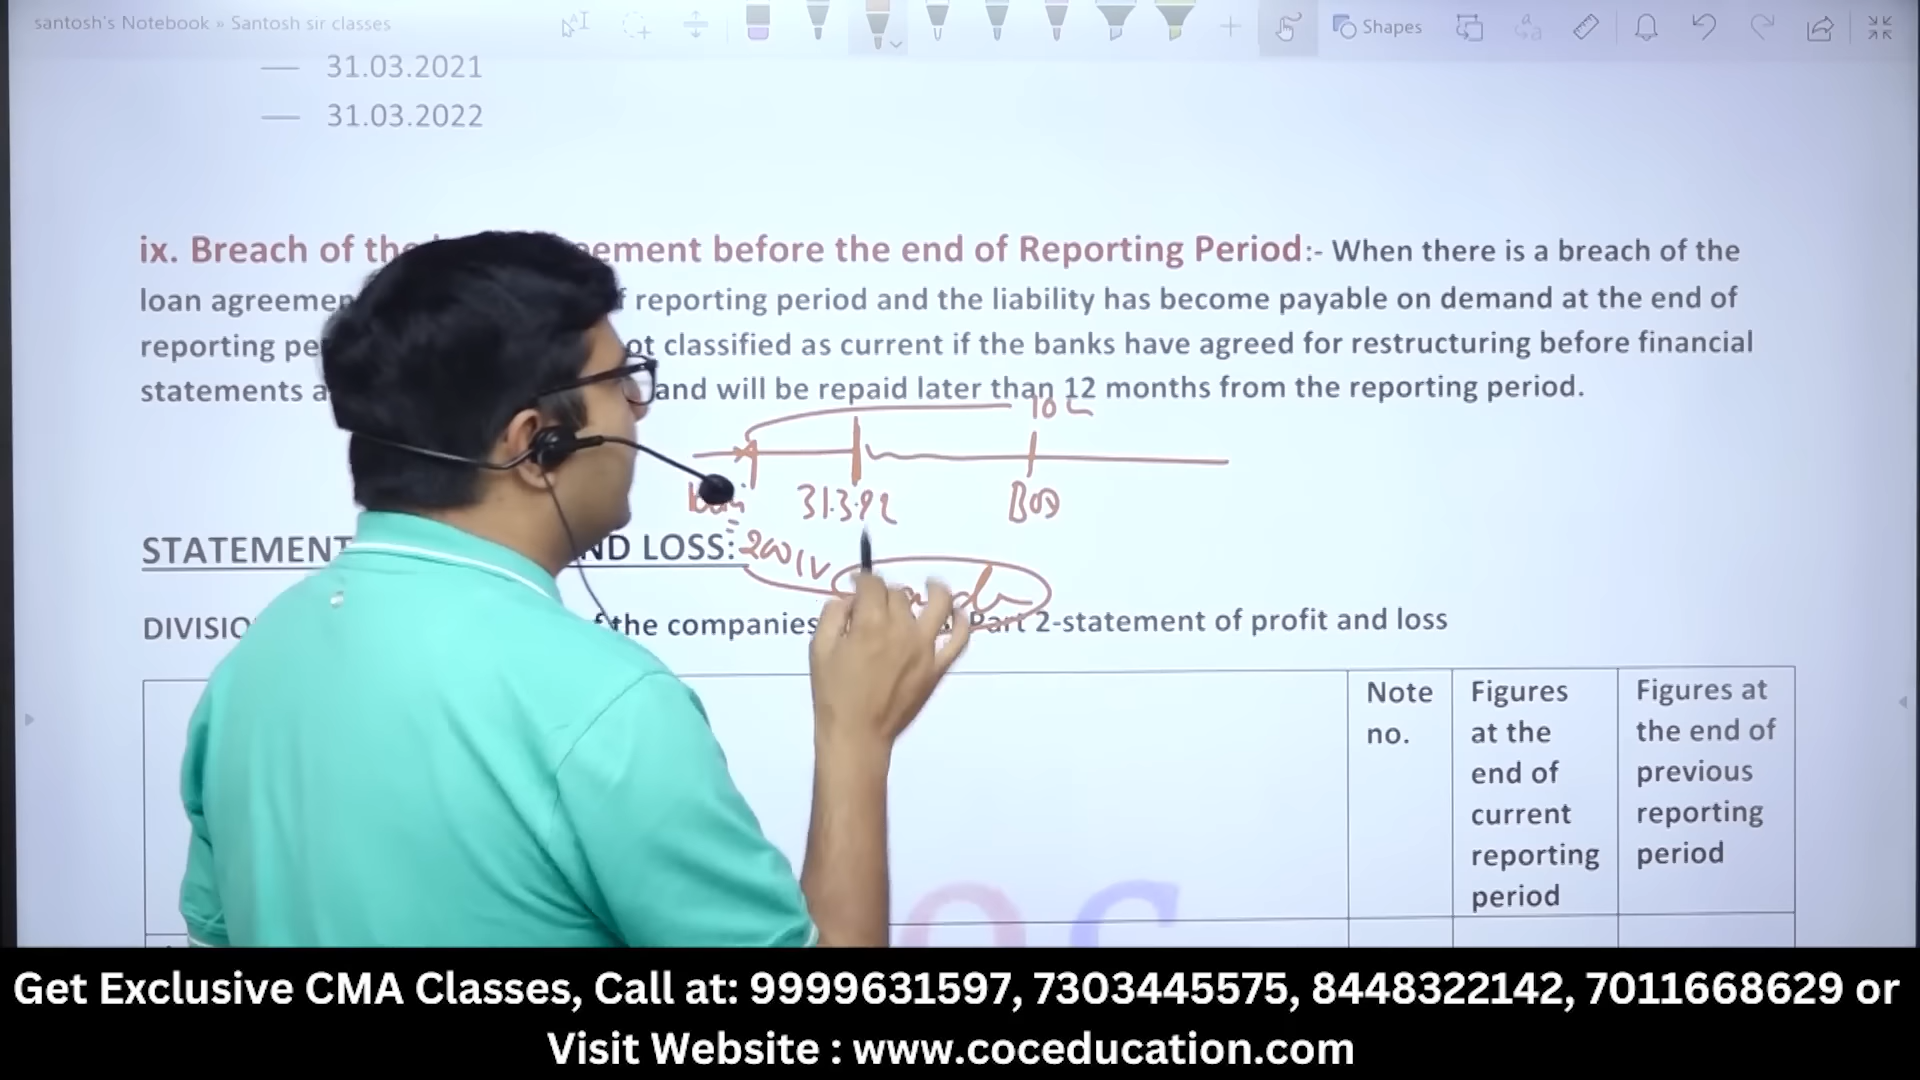 santosh's Notebook » Santosh sir classes
Shapes
— 31.03.2021
— 31.03.2022
ix. Breach of the ement before the end of Reporting Period:- When there is a breach of the
loan agreemen f reporting period and the liability has become payable on demand at the end of
reporting pe ot classified as current if the banks have agreed for restructuring before financial
statements a and will be repaid later than 12 months from the reporting period.
10L
31.3.22 BOD
STATEMENT ND LOSS:
DIVISIO f the companies Part 2-statement of profit and loss
Note no.
Figures at the end of current reporting period
Figures at the end of previous reporting period
Get Exclusive CMA Classes, Call at: 9999631597, 7303445575, 8448322142, 7011668629 or
Visit Website : www.coceducation.com